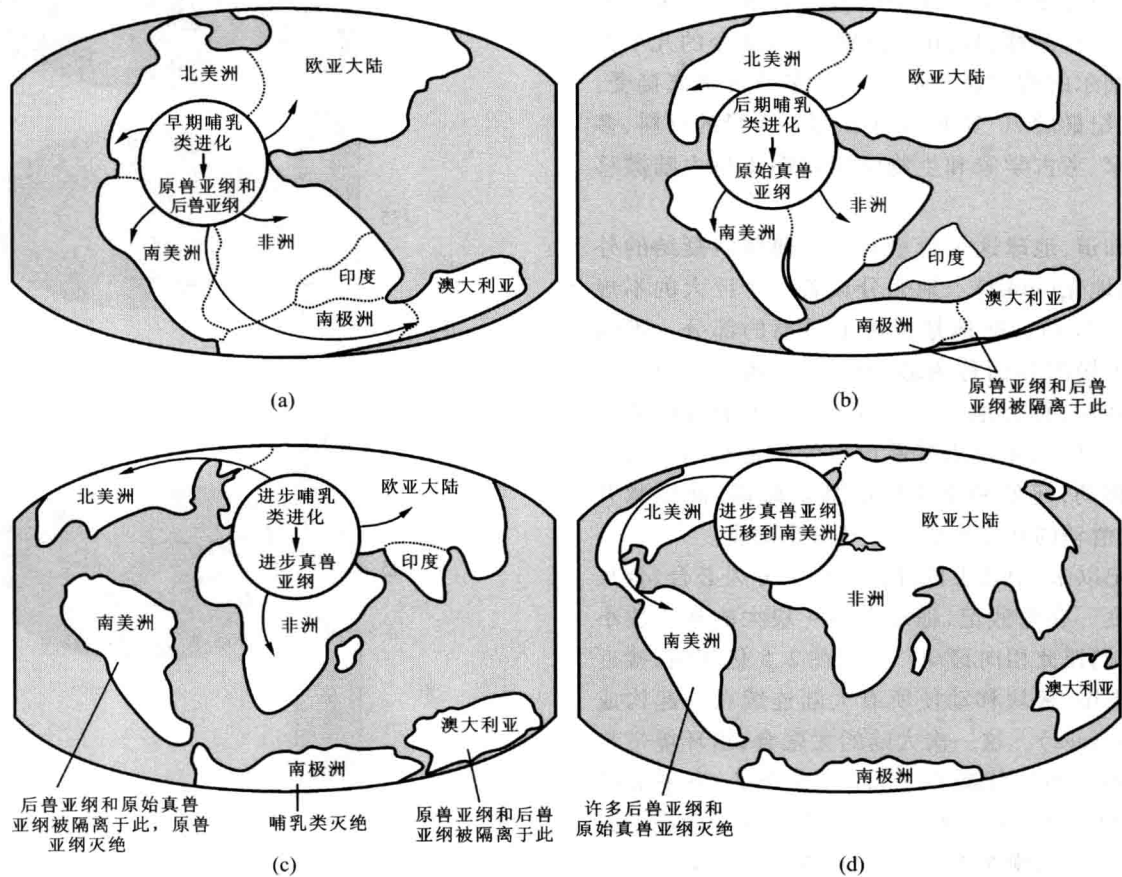 北美洲
欧亚大陆
早期哺乳
类进化
原兽亚纲和
后兽亚纲
南美洲
非洲
印度
澳大利亚
南极洲
(a)
北美洲
欧亚大陆
后期哺乳
类进化
原始真兽
亚纲
南美洲
非洲
印度
澳大利亚
南极洲
原兽亚纲和后兽
亚纲被隔离于此
(b)
北美洲
欧亚大陆
进步哺乳
类进化
进步真兽
亚纲
印度
南美洲
非洲
澳大利亚
南极洲
后兽亚纲和原始真兽
亚纲被隔离于此，原兽
亚纲灭绝
哺乳类灭绝
原兽亚纲和后兽
亚纲被隔离于此
(c)
北美洲
进步真兽亚纲
迁移到南美洲
欧亚大陆
非洲
南美洲
澳大利亚
南极洲
许多后兽亚纲和
原始真兽亚纲灭绝
(d)